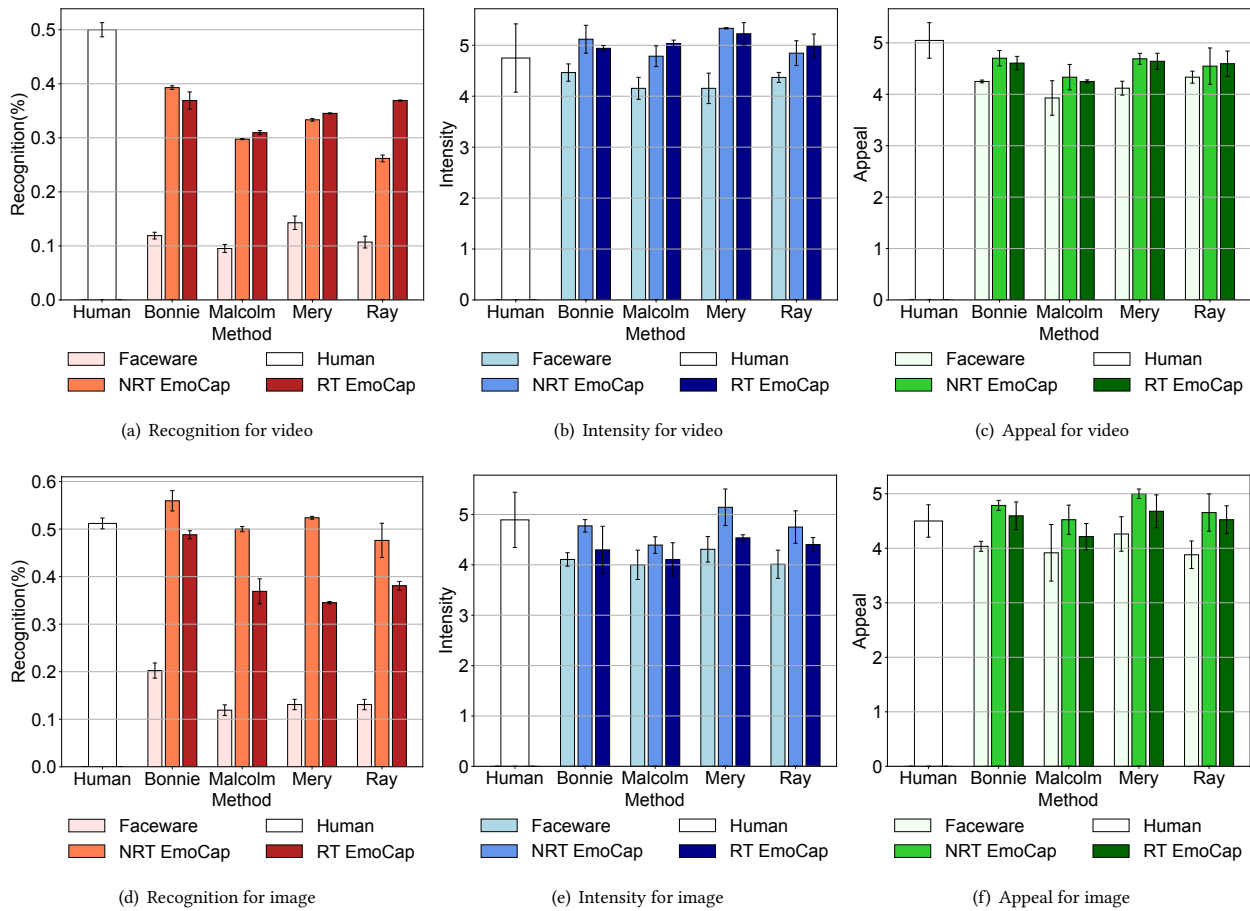 Recognition(%)
0.5
0.4
0.3
0.2
0.1
0.0
Human Bonnie Malcolm Mery Ray
Method
Faceware Human
NRT EmoCap RT EmoCap
(a) Recognition for video
Intensity
5
4
3
2
1
0
Human Bonnie Malcolm Mery Ray
Method
Faceware Human
NRT EmoCap RT EmoCap
(b) Intensity for video
Appeal
5
4
3
2
1
0
Human Bonnie Malcolm Mery Ray
Method
Faceware Human
NRT EmoCap RT EmoCap
(c) Appeal for video
Recognition(%)
0.6
0.5
0.4
0.3
0.2
0.1
0.0
Human Bonnie Malcolm Mery Ray
Method
Faceware Human
NRT EmoCap RT EmoCap
(d) Recognition for image
Intensity
5
4
3
2
1
0
Human Bonnie Malcolm Mery Ray
Method
Faceware Human
NRT EmoCap RT EmoCap
(e) Intensity for image
Appeal
5
4
3
2
1
0
Human Bonnie Malcolm Mery Ray
Method
Faceware Human
NRT EmoCap RT EmoCap
(f) Appeal for image